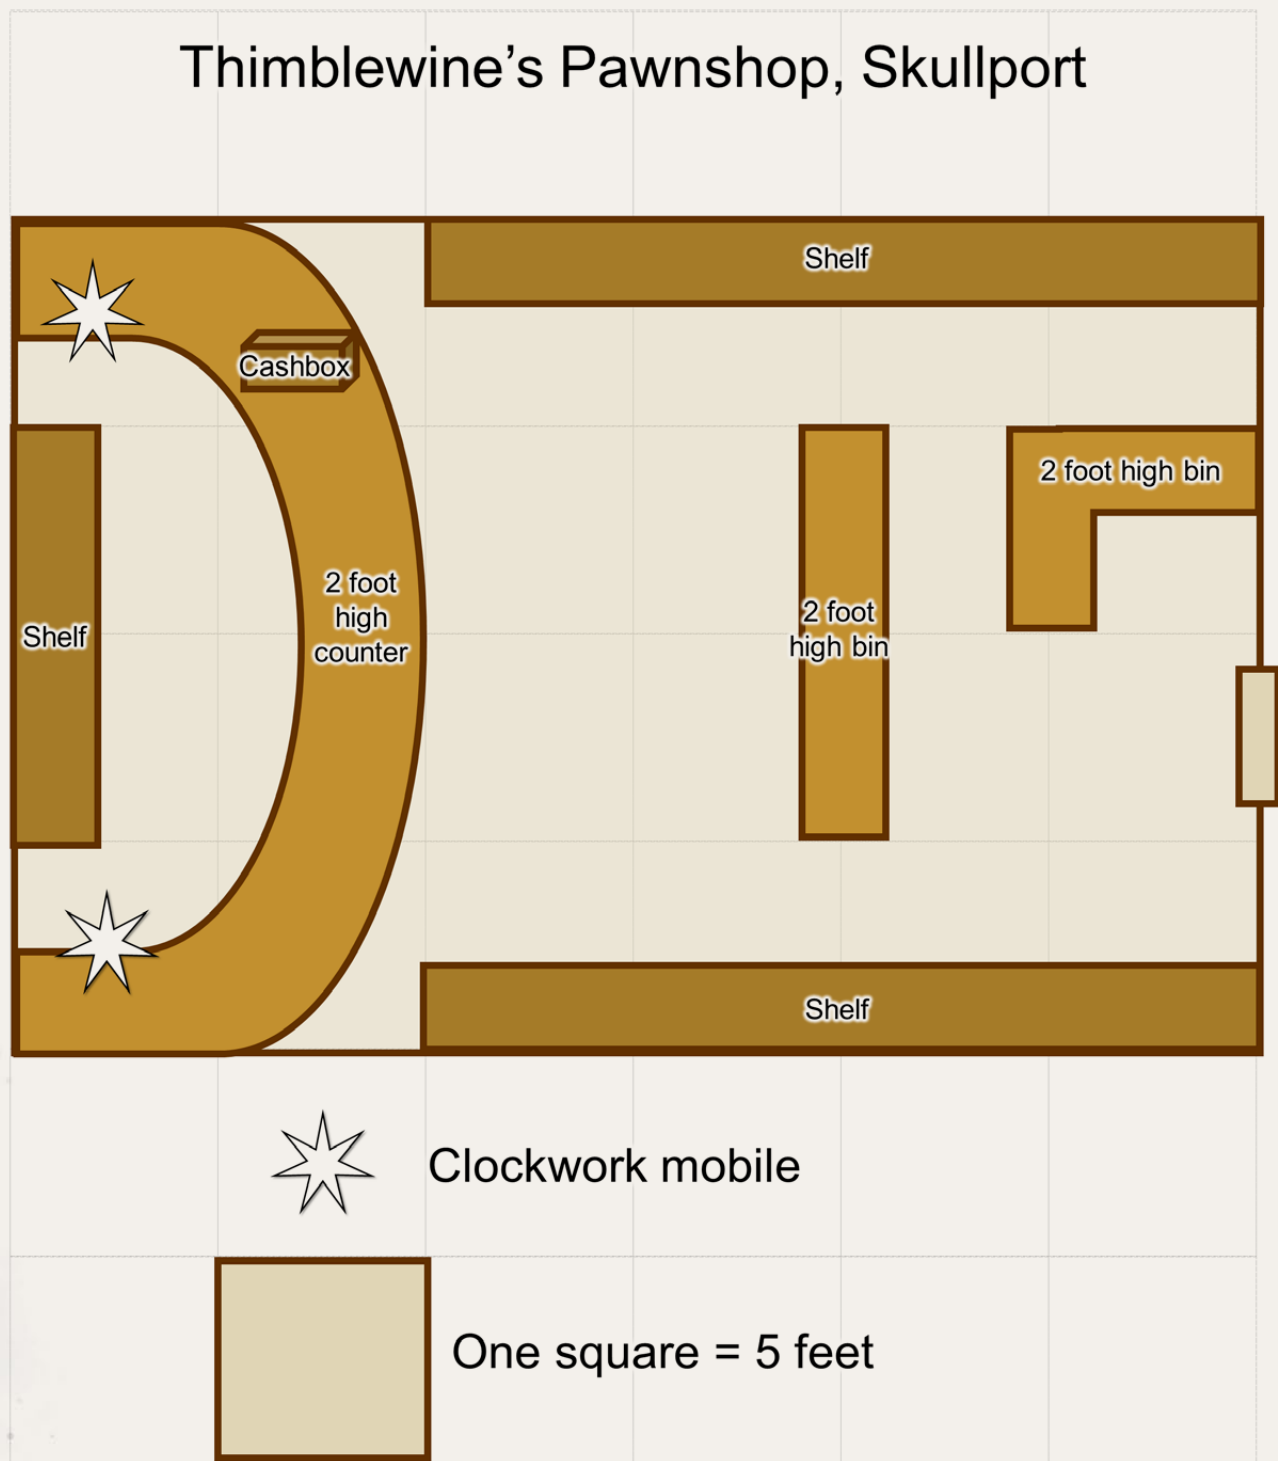 Thimblewine’s Pawnshop, Skullport
Shelf
Cashbox
2 foot high bin
2 foot
high
counter
2 foot
high bin
Shelf
Shelf
Clockwork mobile
One square = 5 feet